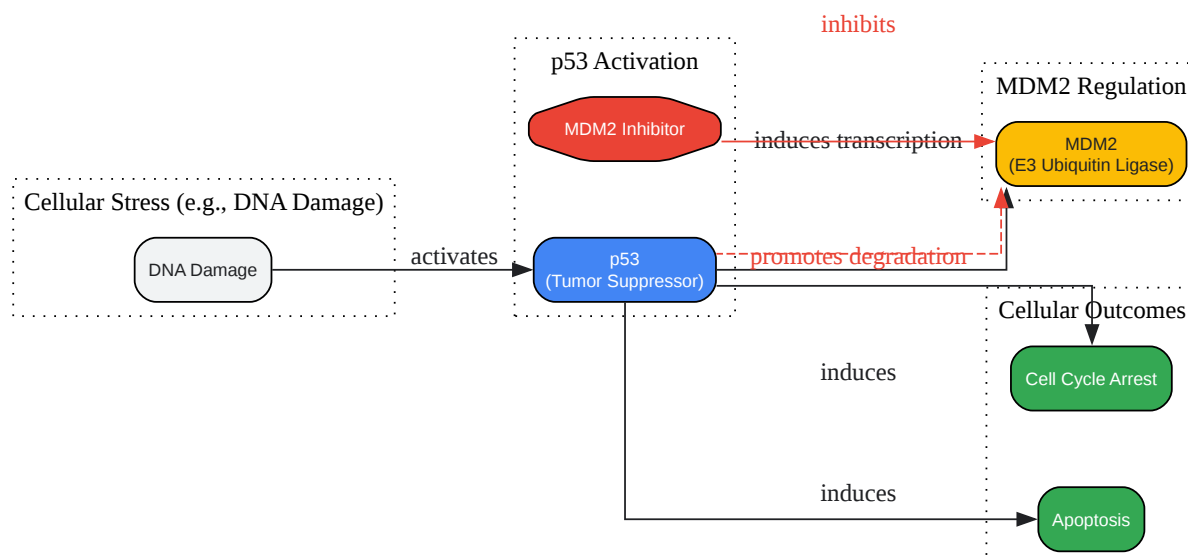 inhibits
p53 Activation
MDM2 Regulation
MDM2 Inhibitor
induces transcription
MDM2
(E3 Ubiquitin Ligase)
Cellular Stress (e.g., DNA Damage)
DNA Damage
activates
p53
(Tumor Suppressor)
promotes degradation
Cellular Outcomes
induces
Cell Cycle Arrest
induces
Apoptosis